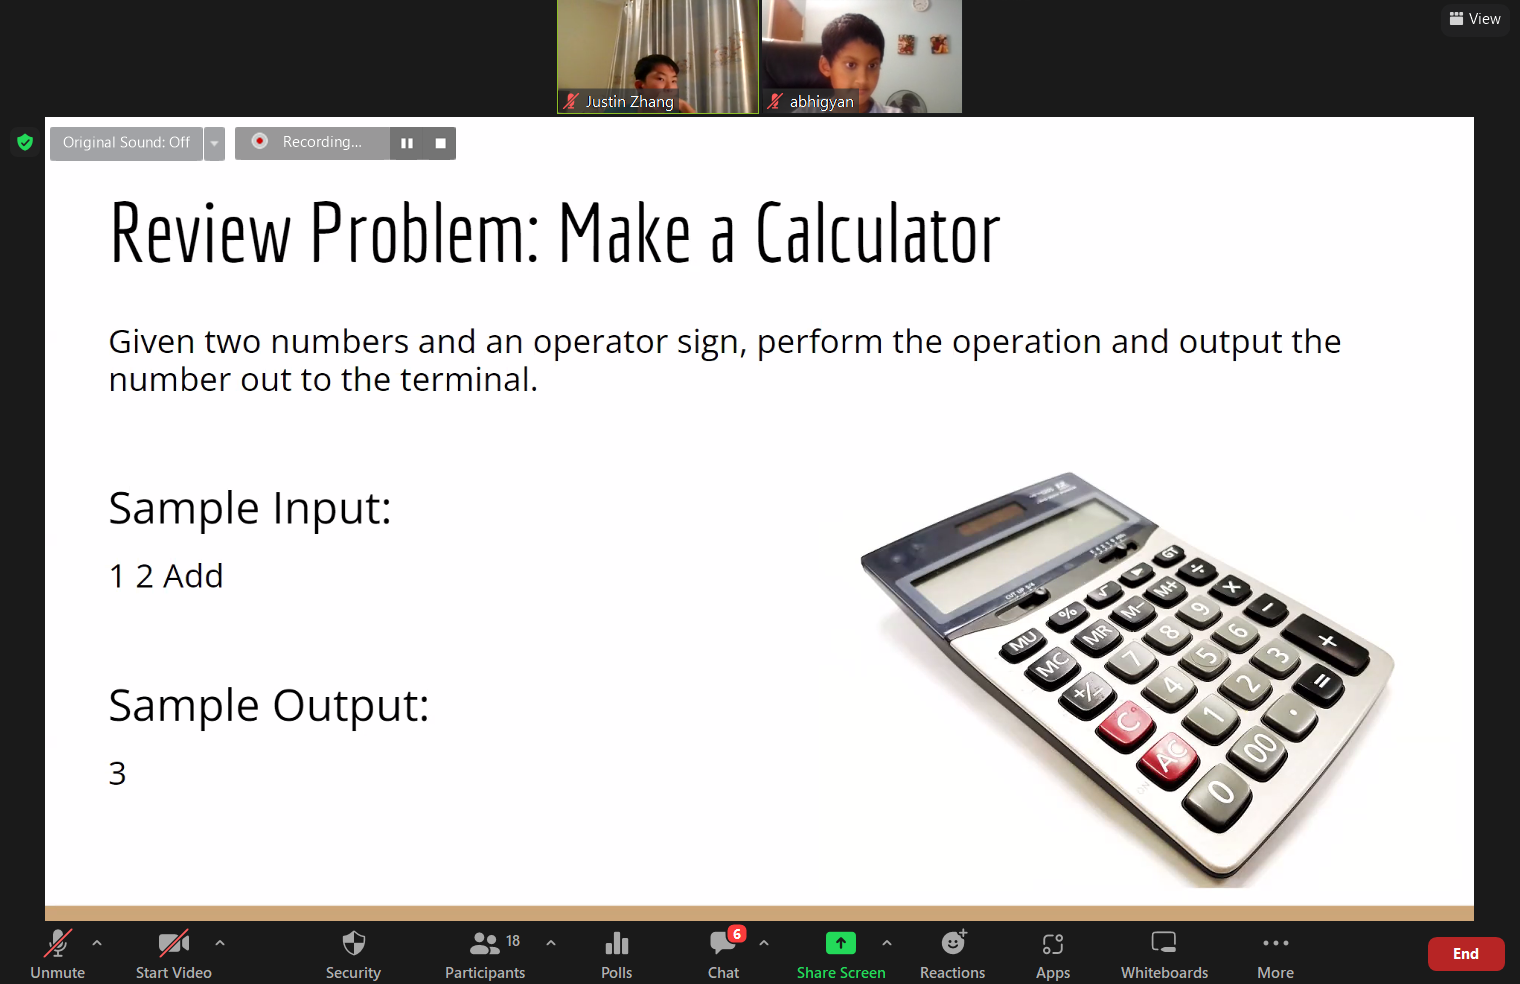 View
Justin Zhang
abhigyan
Original Sound: Off
Recording...
Review Problem: Make a Calculator
Given two numbers and an operator sign, perform the operation and output the
number out to the terminal.
Sample Input:
1 2 Add
Sample Output:
3
GT
÷
×
−
+
% √ ▶
MU MR M− M+
MC 7 8 9
+/− 4 5 6
C 1 2 3 =
AC 0 00 .
18
6
Unmute
Start Video
Security
Participants
Polls
Chat
Share Screen
Reactions
Apps
Whiteboards
More
End